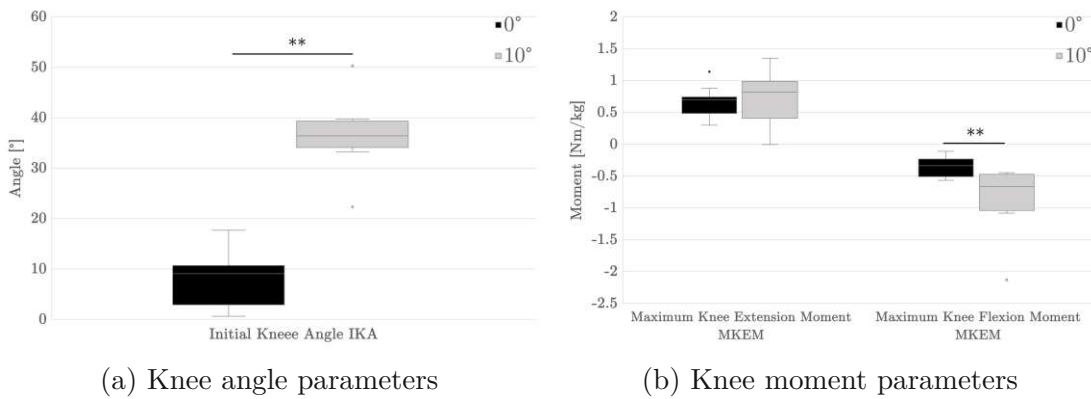 60
50
40
30
20
10
0
Angle [°]
**
0°
10°
Initial Kneee Angle IKA
(a) Knee angle parameters
2
1.5
1
0.5
0
-0.5
-1
-1.5
-2
-2.5
Moment [Nm/kg]
**
0°
10°
Maximum Knee Extension Moment
MKEM
Maximum Knee Flexion Moment
MKEM
(b) Knee moment parameters